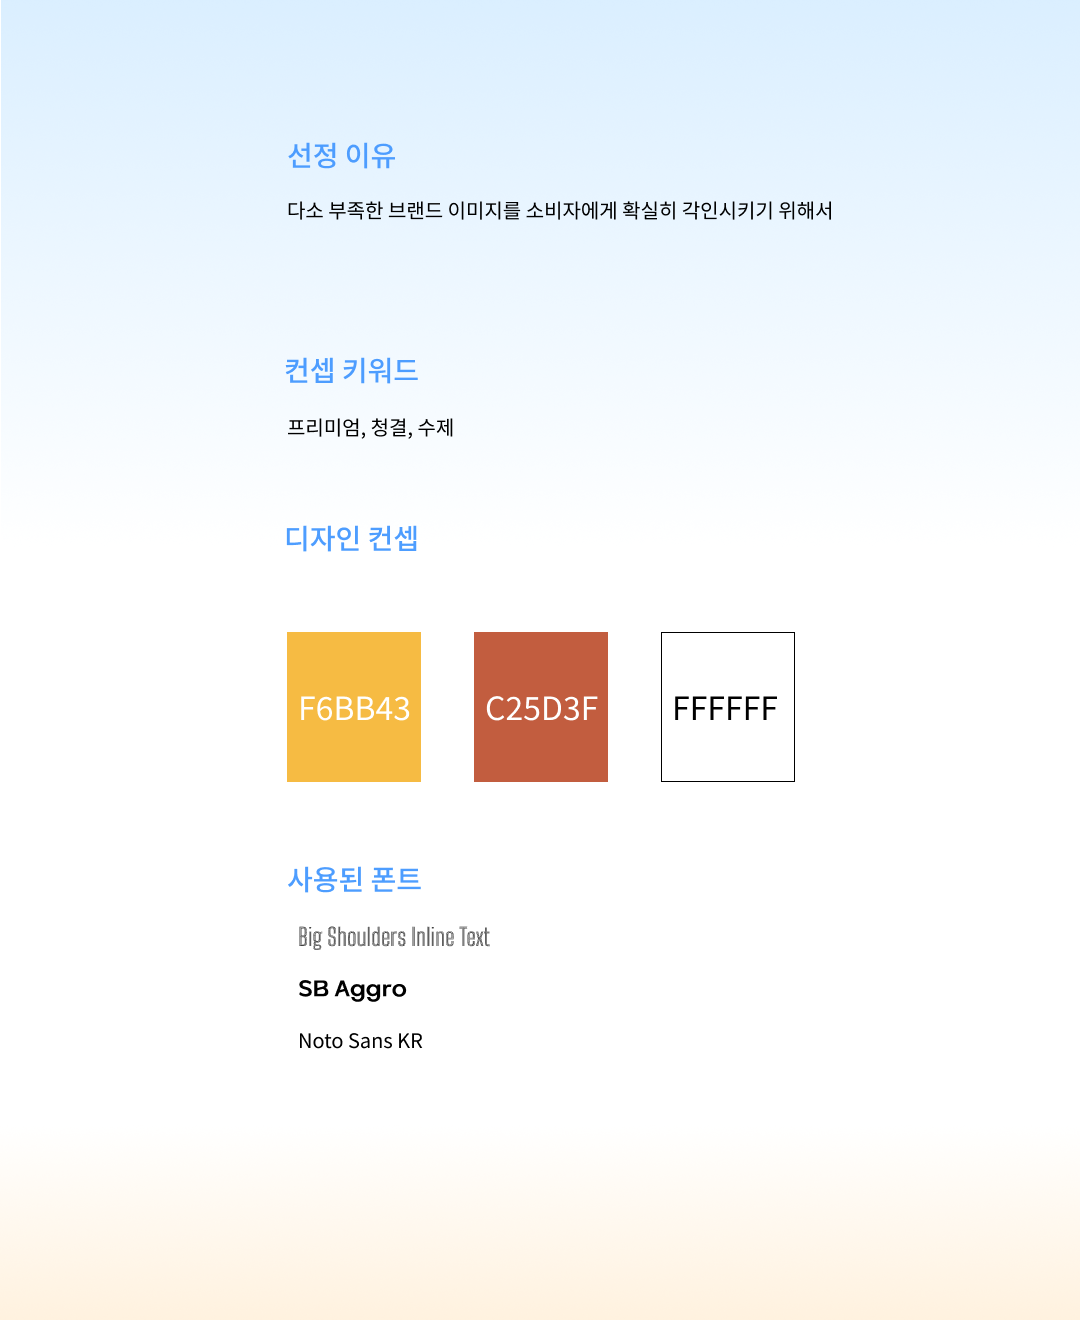 선정 이유
다소 부족한 브랜드 이미지를 소비자에게 확실히 각인시키기 위해서
컨셉 키워드
프리미엄, 청결, 수제
디자인 컨셉
F6BB43
C25D3F
FFFFFF
사용된 폰트
Big Shoulders Inline Text
SB Aggro
Noto Sans KR